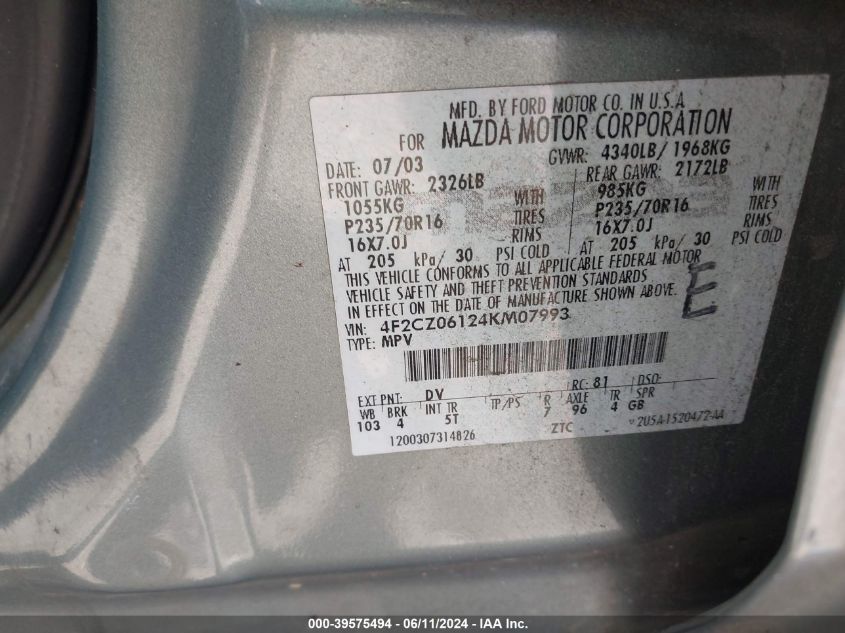 MFD. BY FORD MOTOR CO. IN U.S.A.
FOR MAZDA MOTOR CORPORATION
DATE: 07/03 GVWR: 4340LB/ 1968KG
FRONT GAWR: 2326LB REAR GAWR: 2172LB
1055KG WITH 985KG WITH
P235/70R16 TIRES P235/70R16 TIRES
16X7.0J RIMS 16X7.0J RIMS
AT 205 kPa/ 30 PSI COLD AT 205 kPa/ 30 PSI COLD
THIS VEHICLE CONFORMS TO ALL APPLICABLE FEDERAL MOTOR
VEHICLE SAFETY AND THEFT PREVENTION STANDARDS
IN EFFECT ON THE DATE OF MANUFACTURE SHOWN ABOVE.
E
VIN: 4F2CZ06124KM07993
TYPE: MPV
EXT PNT: DV RC: 81 DSO:
WB BRK INT TR TP/PS R AXLE TR SPR
103 4 5T 7 96 4 GB
1200307314826 ZTC v2U5A-1520472-AA
000-39575494 - 06/11/2024 - IAA Inc.